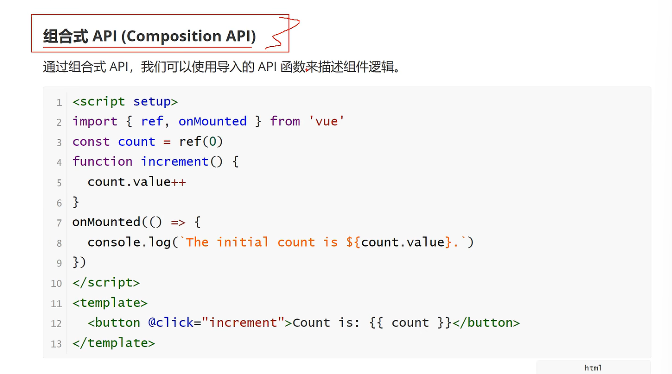 组合式 API (Composition API)
通过组合式 API，我们可以使用导入的 API 函数来描述组件逻辑。
1 <script setup>
2 import { ref, onMounted } from 'vue'
3 const count = ref(0)
4 function increment() {
5   count.value++
6 }
7 onMounted(() => {
8   console.log(`The initial count is ${count.value}.`)
9 })
10 </script>
11 <template>
12   <button @click="increment">Count is: {{ count }}</button>
13 </template>
html